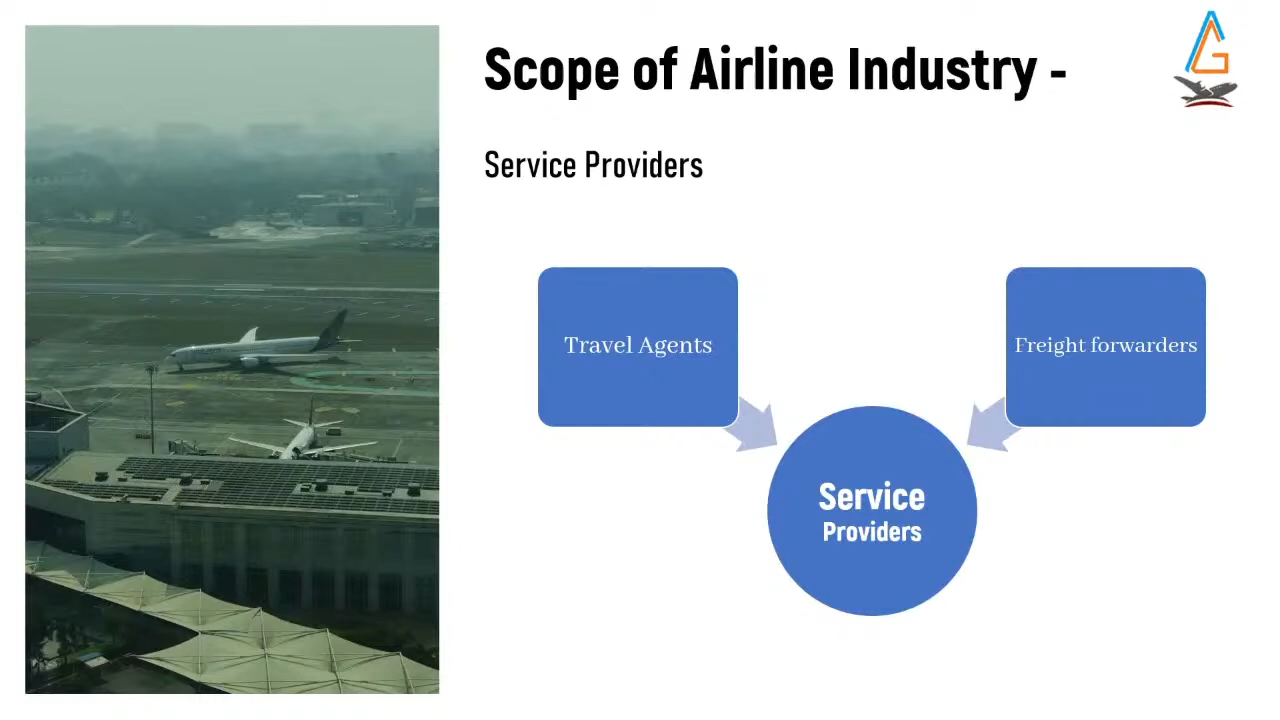 Scope of Airline Industry -
Service Providers
Travel Agents
Freight forwarders
Service
Providers